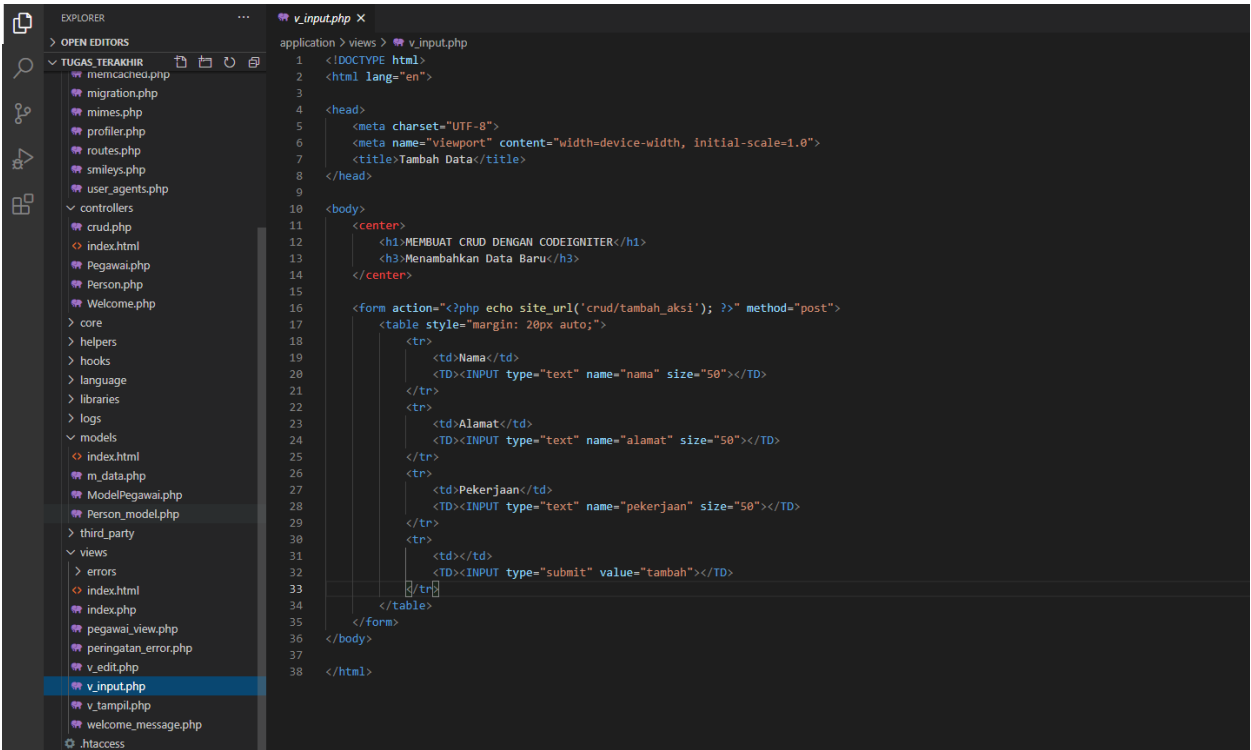 EXPLORER
OPEN EDITORS
TUGAS_TERAKHIR
memcached.php
migration.php
mimes.php
profiler.php
routes.php
smileys.php
user_agents.php
controllers
crud.php
index.html
Pegawai.php
Person.php
Welcome.php
core
helpers
hooks
language
libraries
logs
models
index.html
m_data.php
ModelPegawai.php
Person_model.php
third_party
views
errors
index.html
index.php
pegawai_view.php
peringatan_error.php
v_edit.php
v_input.php
v_tampil.php
welcome_message.php
.htaccess
v_input.php
application > views > v_input.php
1 <!DOCTYPE html>
2 <html lang="en">
3
4 <head>
5 <meta charset="UTF-8">
6 <meta name="viewport" content="width=device-width, initial-scale=1.0">
7 <title>Tambah Data</title>
8 </head>
9
10 <body>
11 <center>
12 <h1>MEMBUAT CRUD DENGAN CODEIGNITER</h1>
13 <h3>Menambahkan Data Baru</h3>
14 </center>
15
16 <form action="<?php echo site_url('crud/tambah_aksi'); ?>" method="post">
17 <table style="margin: 20px auto;">
18 <tr>
19 <td>Nama</td>
20 <TD><INPUT type="text" name="nama" size="50"></TD>
21 </tr>
22 <tr>
23 <td>Alamat</td>
24 <TD><INPUT type="text" name="alamat" size="50"></TD>
25 </tr>
26 <tr>
27 <td>Pekerjaan</td>
28 <TD><INPUT type="text" name="pekerjaan" size="50"></TD>
29 </tr>
30 <tr>
31 <td></td>
32 <TD><INPUT type="submit" value="tambah"></TD>
33 </tr>
34 </table>
35 </form>
36 </body>
37
38 </html>